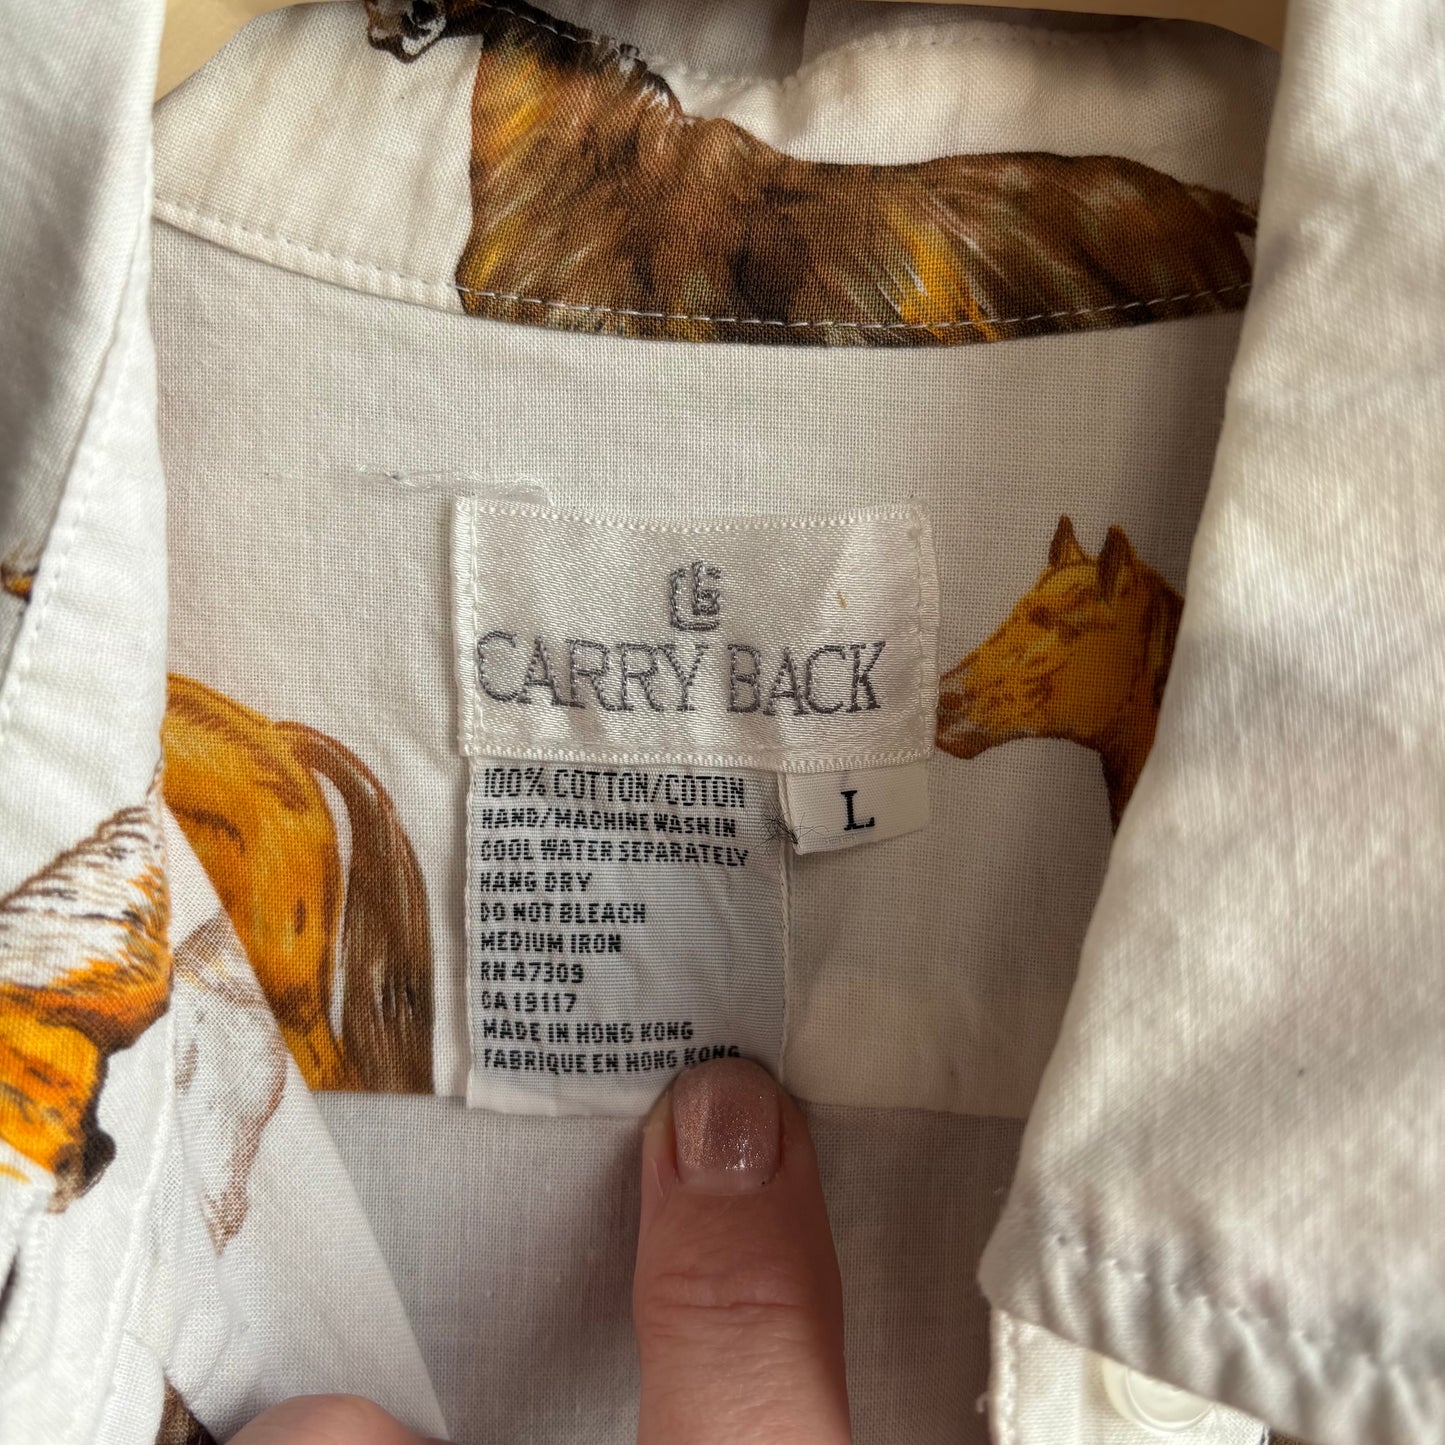 CARRY BACK
100% COTTON/COTON
HAND/MACHINE WASH IN
COOL WATER SEPARATELY
HANG DRY
DO NOT BLEACH
MEDIUM IRON
RN 47309
CA 19117
MADE IN HONG KONG
FABRIQUE EN HONG KONG
L